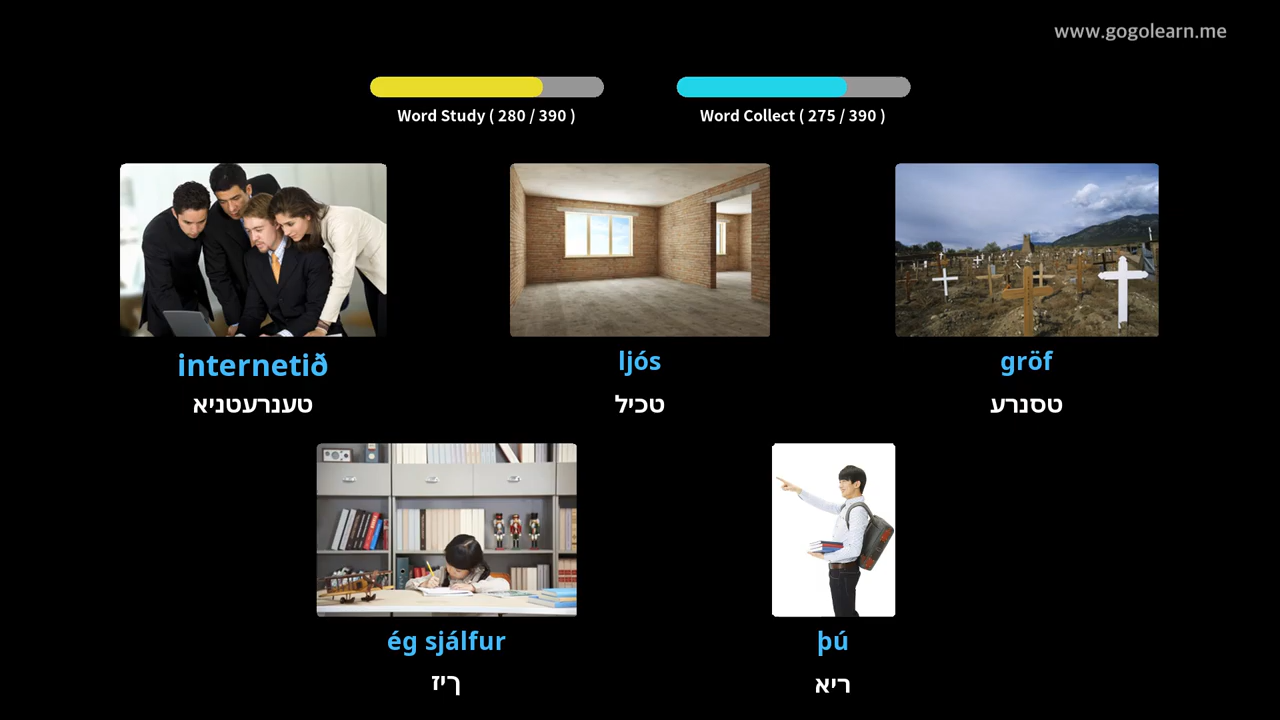 www.gogolearn.me
Word Study ( 280 / 390 )
Word Collect ( 275 / 390 )
internetið
טענרעטניא
ljós
טכיל
gröf
טסנרע
ég sjálfur
ךיז
þú
ריא